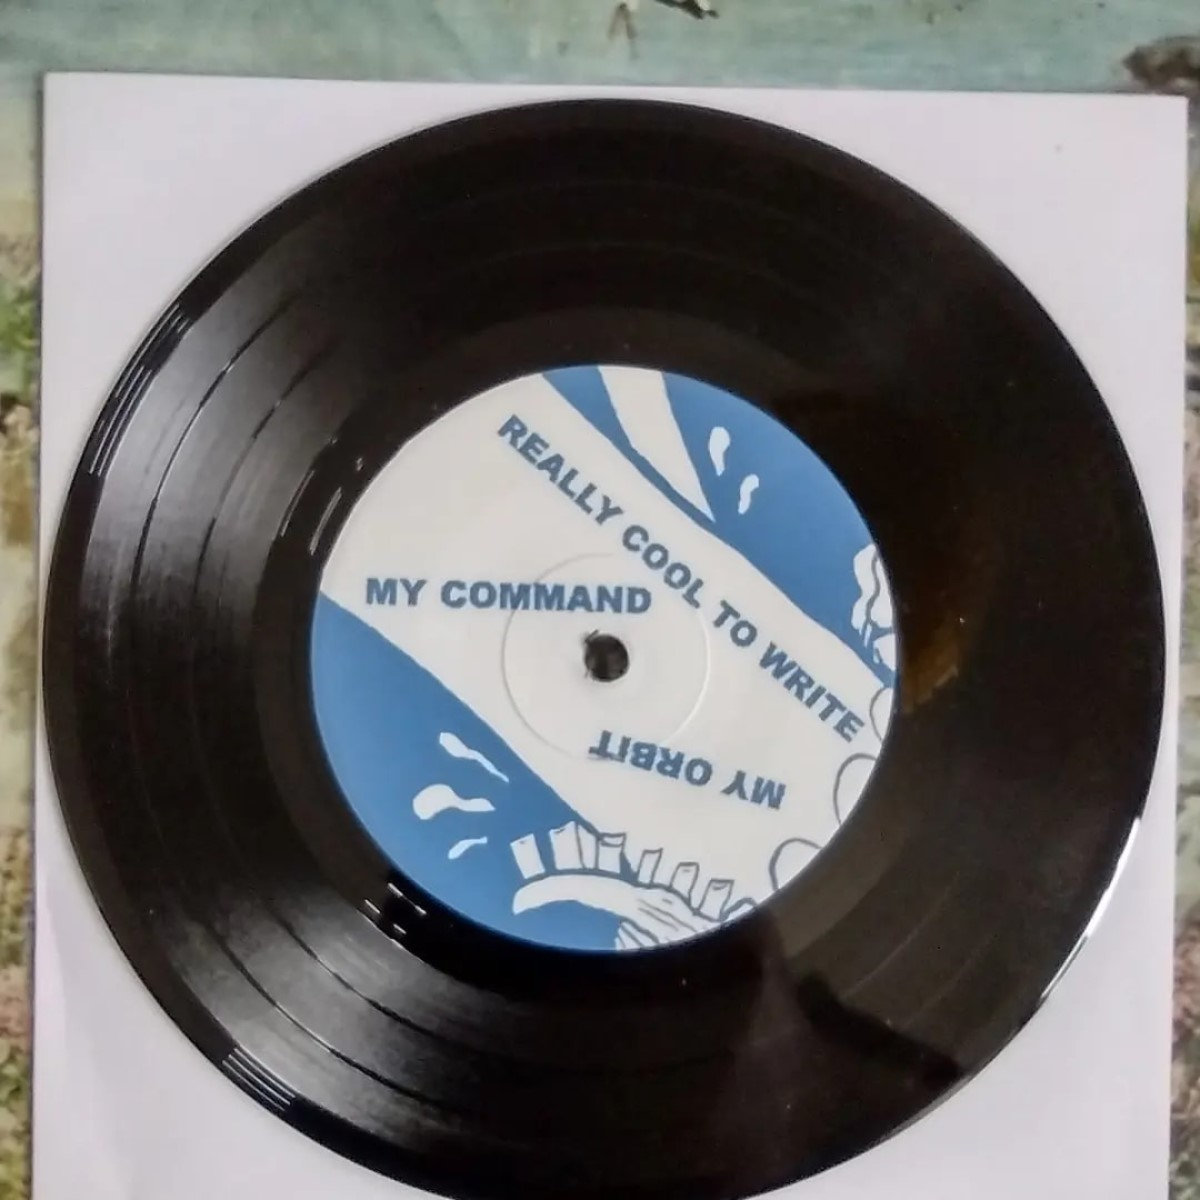 REALLY COOL TO WRITE
MY COMMAND
MY ORBIT